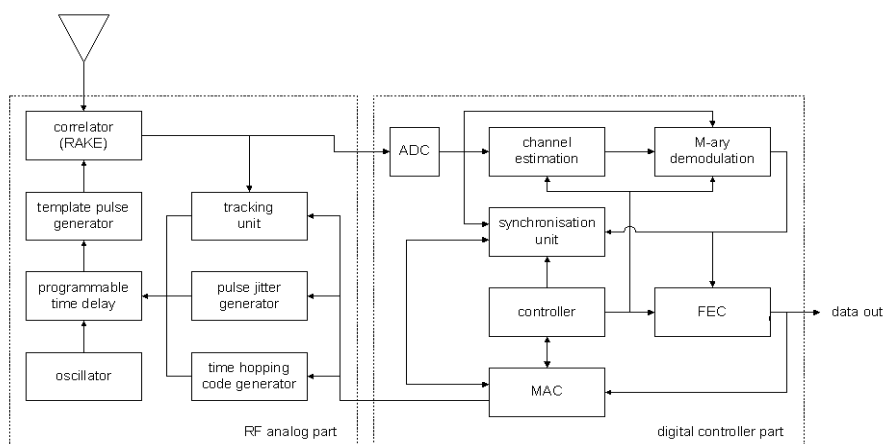 correlator
(RAKE)
template pulse
generator
programmable
time delay
oscillator
tracking
unit
pulse jitter
generator
time hopping
code generator
RF analog part
ADC
channel
estimation
M-ary
demodulation
synchronisation
unit
controller
FEC
data out
MAC
digital controller part